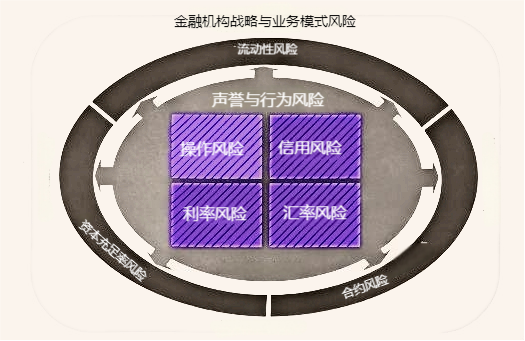 金融机构战略与业务模式风险
流动性风险
声誉与行为风险
操作风险
信用风险
利率风险
汇率风险
资本充足率风险
合约风险